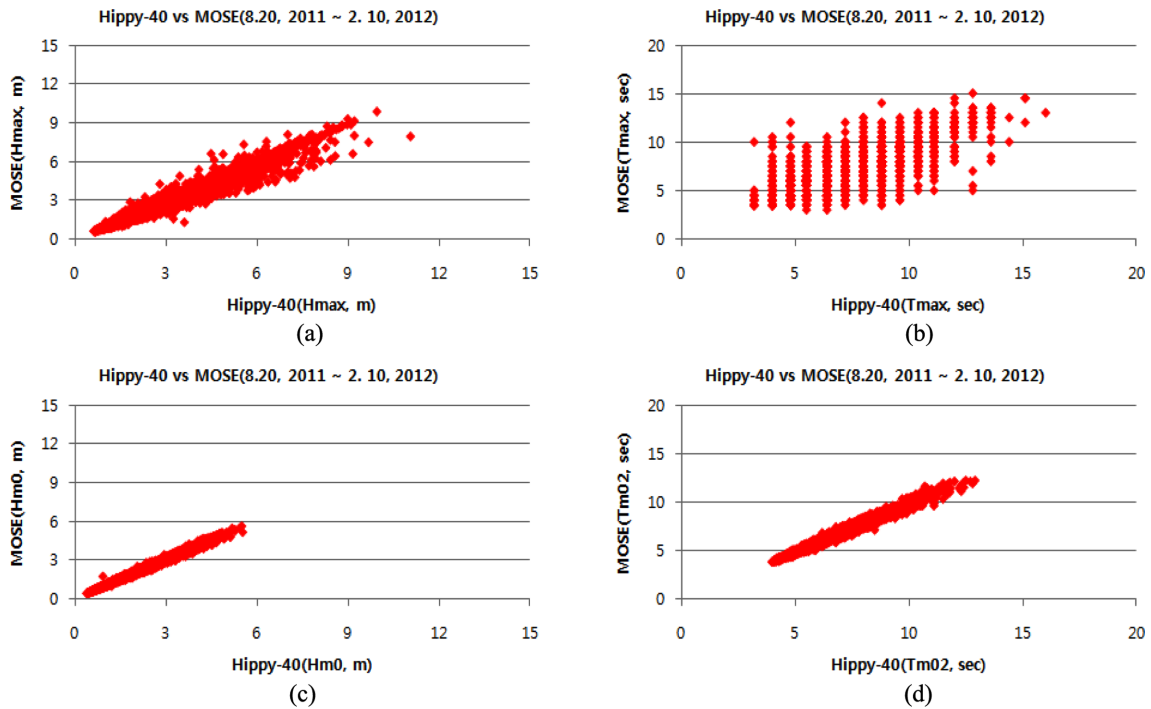 Hippy-40 vs MOSE(8.20, 2011 ~ 2. 10, 2012)
MOSE(Hmax, m)
15
12
9
6
3
0
0 3 6 9 12 15
Hippy-40(Hmax, m)
(a)
Hippy-40 vs MOSE(8.20, 2011 ~ 2. 10, 2012)
MOSE(Tmax, sec)
20
15
10
5
0
0 5 10 15 20
Hippy-40(Tmax, sec)
(b)
Hippy-40 vs MOSE(8.20, 2011 ~ 2. 10, 2012)
MOSE(Hm0, m)
15
12
9
6
3
0
0 3 6 9 12 15
Hippy-40(Hm0, m)
(c)
Hippy-40 vs MOSE(8.20, 2011 ~ 2. 10, 2012)
MOSE(Tm02, sec)
20
15
10
5
0
0 5 10 15 20
Hippy-40(Tm02, sec)
(d)